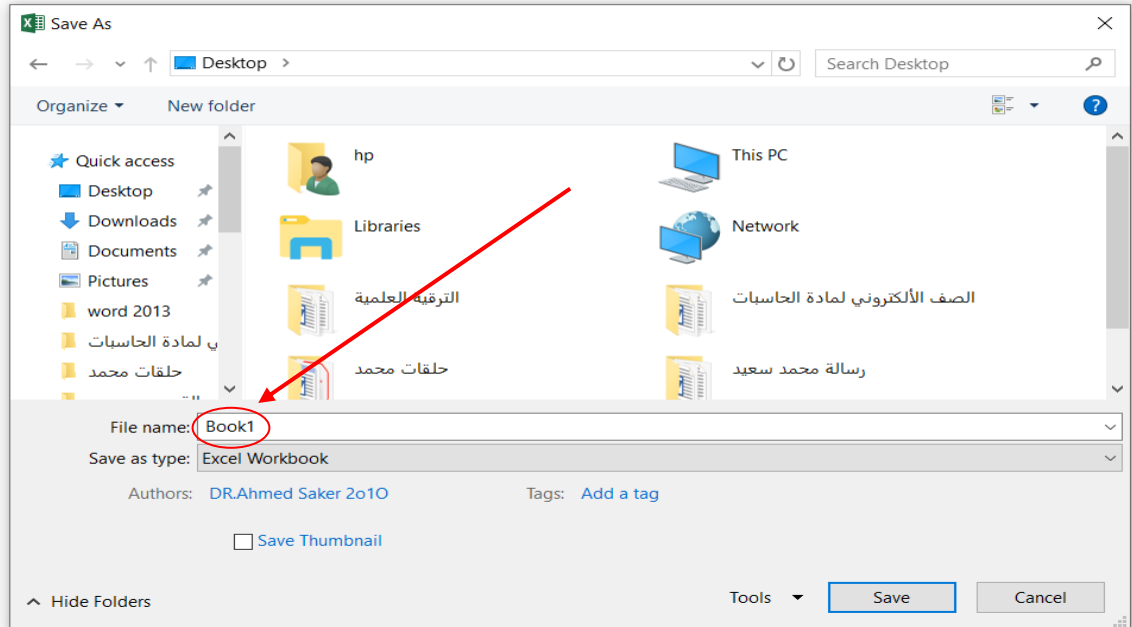 Save As
Desktop
Search Desktop
Organize
New folder
Quick access
Desktop
Downloads
Documents
Pictures
word 2013
ي لمادة الحاسبات
حلقات محمد
hp
This PC
Libraries
Network
الترقية العلمية
الصف الألكتروني لمادة الحاسبات
حلقات محمد
رسالة محمد سعيد
File name: Book1
Save as type: Excel Workbook
Authors: DR.Ahmed Saker 2o1O
Tags: Add a tag
Save Thumbnail
Hide Folders
Tools
Save
Cancel